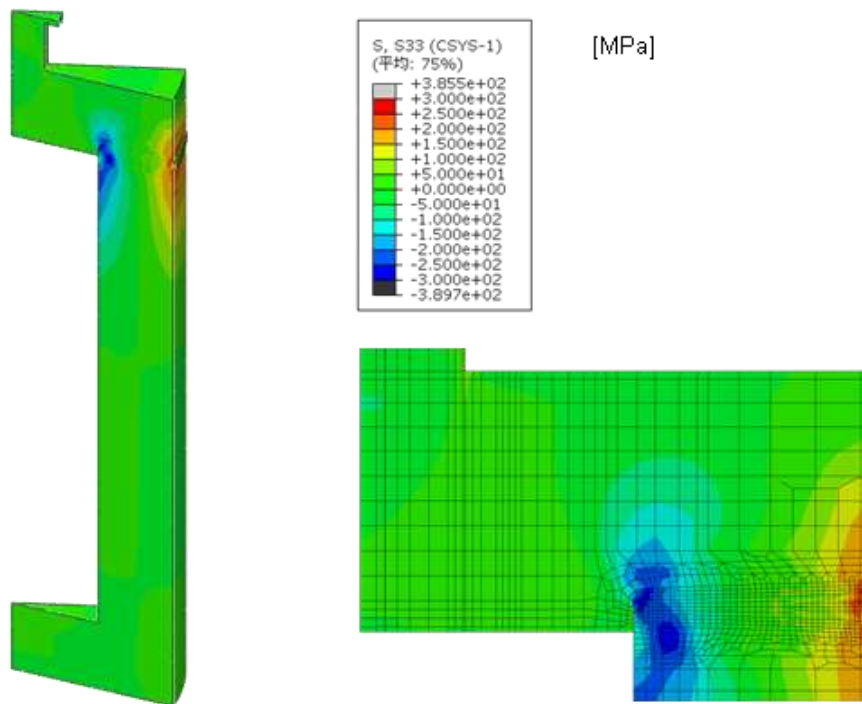 S, S33 (CSYS-1)
(平均: 75%)
+3.855e+02
+3.000e+02
+2.500e+02
+2.000e+02
+1.500e+02
+1.000e+02
+5.000e+01
+0.000e+00
-5.000e+01
-1.000e+02
-1.500e+02
-2.000e+02
-2.500e+02
-3.000e+02
-3.897e+02
[MPa]